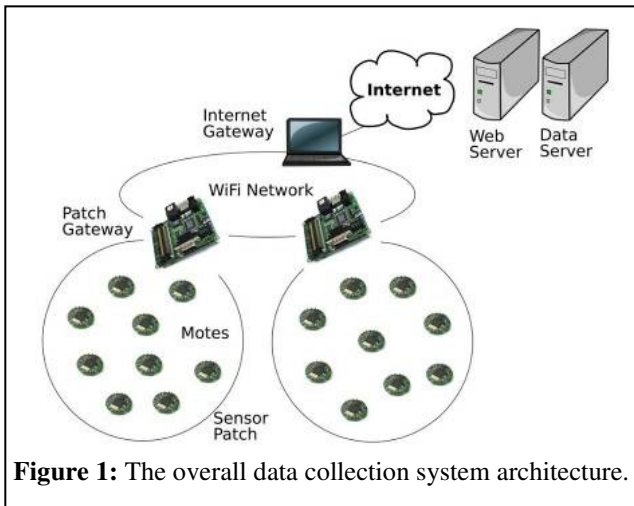 Internet
Internet
Gateway
Web
Server
Data
Server
WiFi Network
Patch
Gateway
Motes
Sensor
Patch
Figure 1: The overall data collection system architecture.